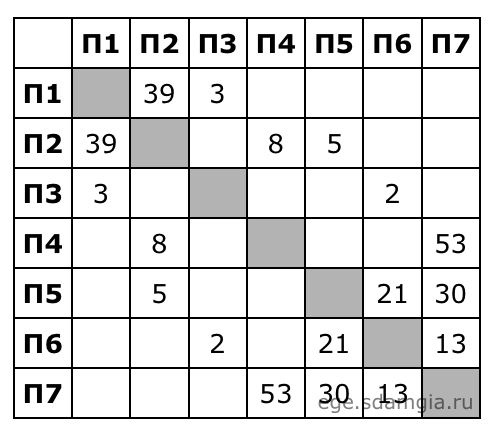 П1 П2 П3 П4 П5 П6 П7
П1 39 3
П2 39 8 5
П3 3 2
П4 8 53
П5 5 21 30
П6 2 21 13
П7 53 30 13
ege.sdamgia.ru